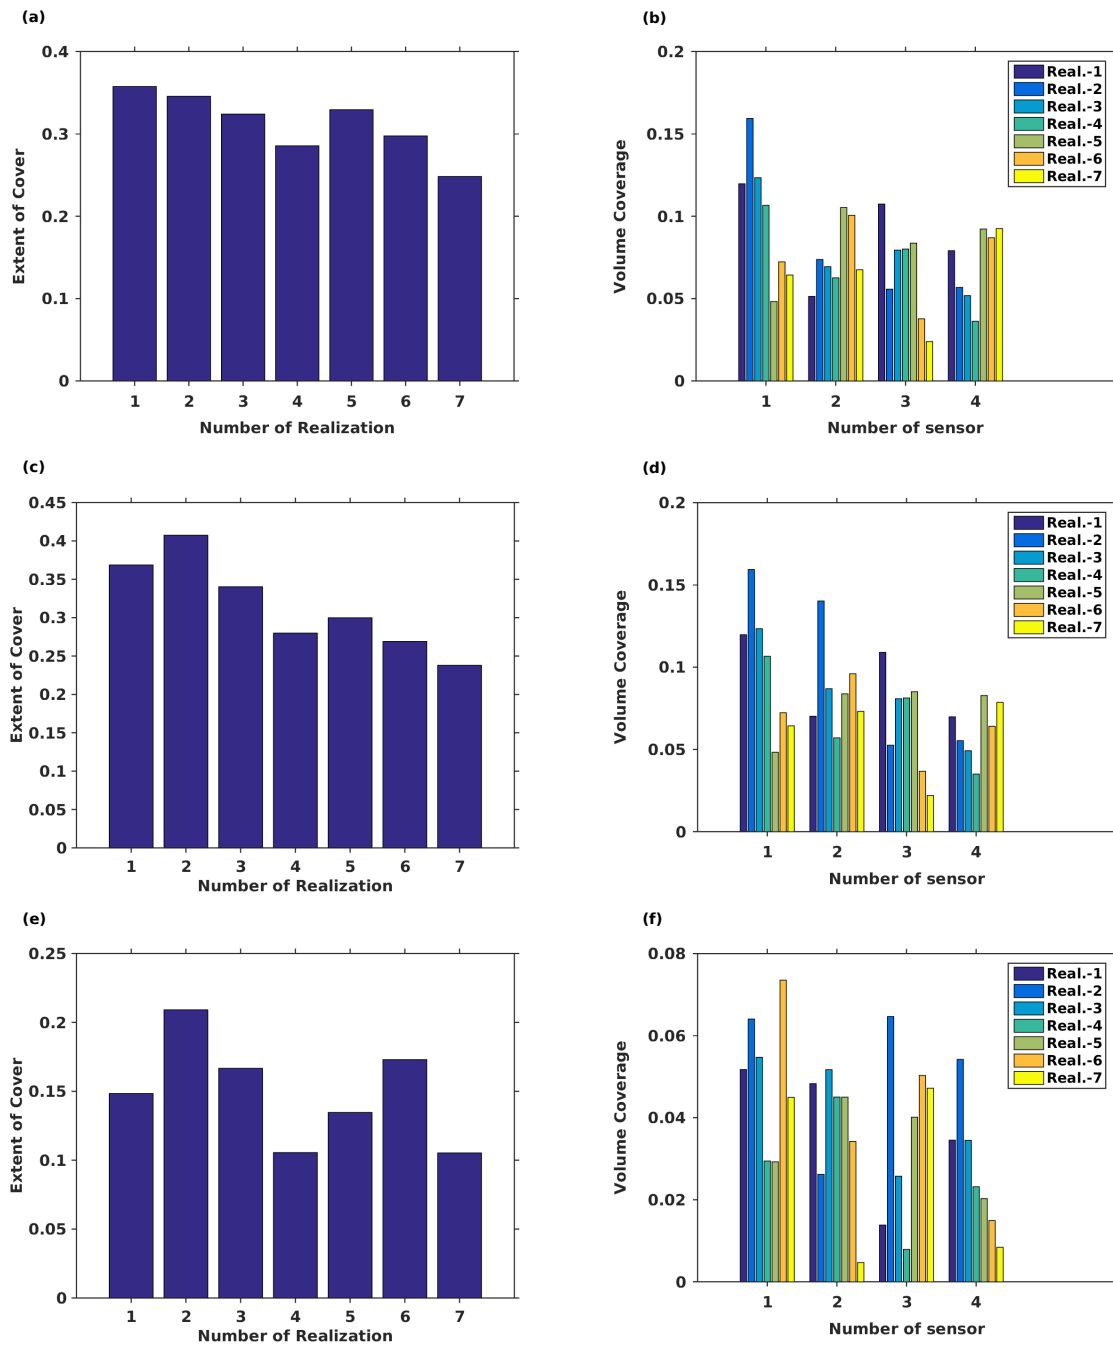 (a)
0.4
0.3
0.2
0.1
0
Extent of Cover
1 2 3 4 5 6 7
Number of Realization
(b)
0.2
0.15
0.1
0.05
0
Volume Coverage
Real.-1
Real.-2
Real.-3
Real.-4
Real.-5
Real.-6
Real.-7
1 2 3 4
Number of sensor
(c)
0.45
0.4
0.35
0.3
0.25
0.2
0.15
0.1
0.05
0
Extent of Cover
1 2 3 4 5 6 7
Number of Realization
(d)
0.2
0.15
0.1
0.05
0
Volume Coverage
Real.-1
Real.-2
Real.-3
Real.-4
Real.-5
Real.-6
Real.-7
1 2 3 4
Number of sensor
(e)
0.25
0.2
0.15
0.1
0.05
0
Extent of Cover
1 2 3 4 5 6 7
Number of Realization
(f)
0.08
0.06
0.04
0.02
0
Volume Coverage
Real.-1
Real.-2
Real.-3
Real.-4
Real.-5
Real.-6
Real.-7
1 2 3 4
Number of sensor